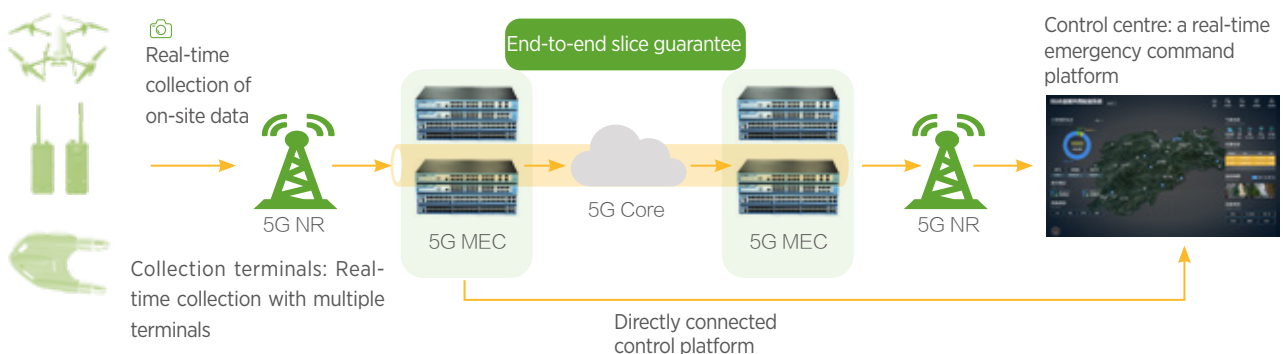 Real-time
collection of
on-site data
End-to-end slice guarantee
Control centre: a real-time
emergency command
platform
5G NR
5G MEC
5G Core
5G MEC
5G NR
Collection terminals: Real-
time collection with multiple
terminals
Directly connected
control platform